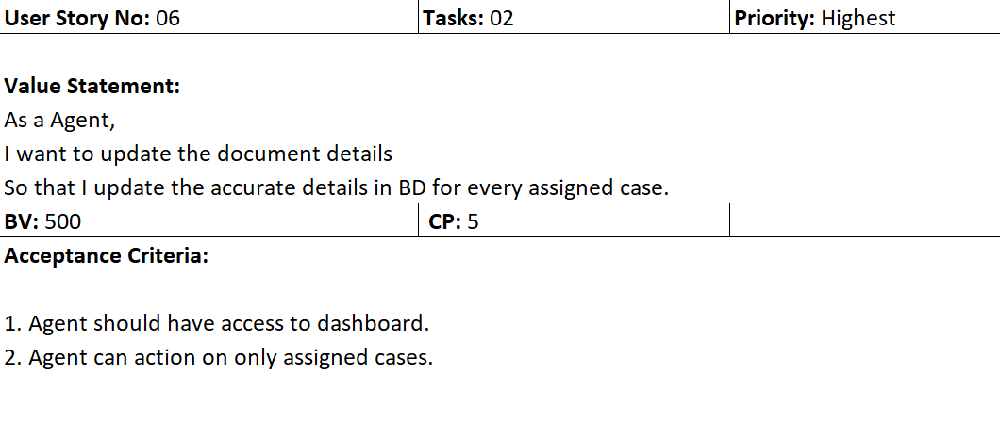 User Story No: 06 Tasks: 02 Priority: Highest
Value Statement:
As a Agent,
I want to update the document details
So that I update the accurate details in BD for every assigned case.
BV: 500 CP: 5
Acceptance Criteria:
1. Agent should have access to dashboard.
2. Agent can action on only assigned cases.